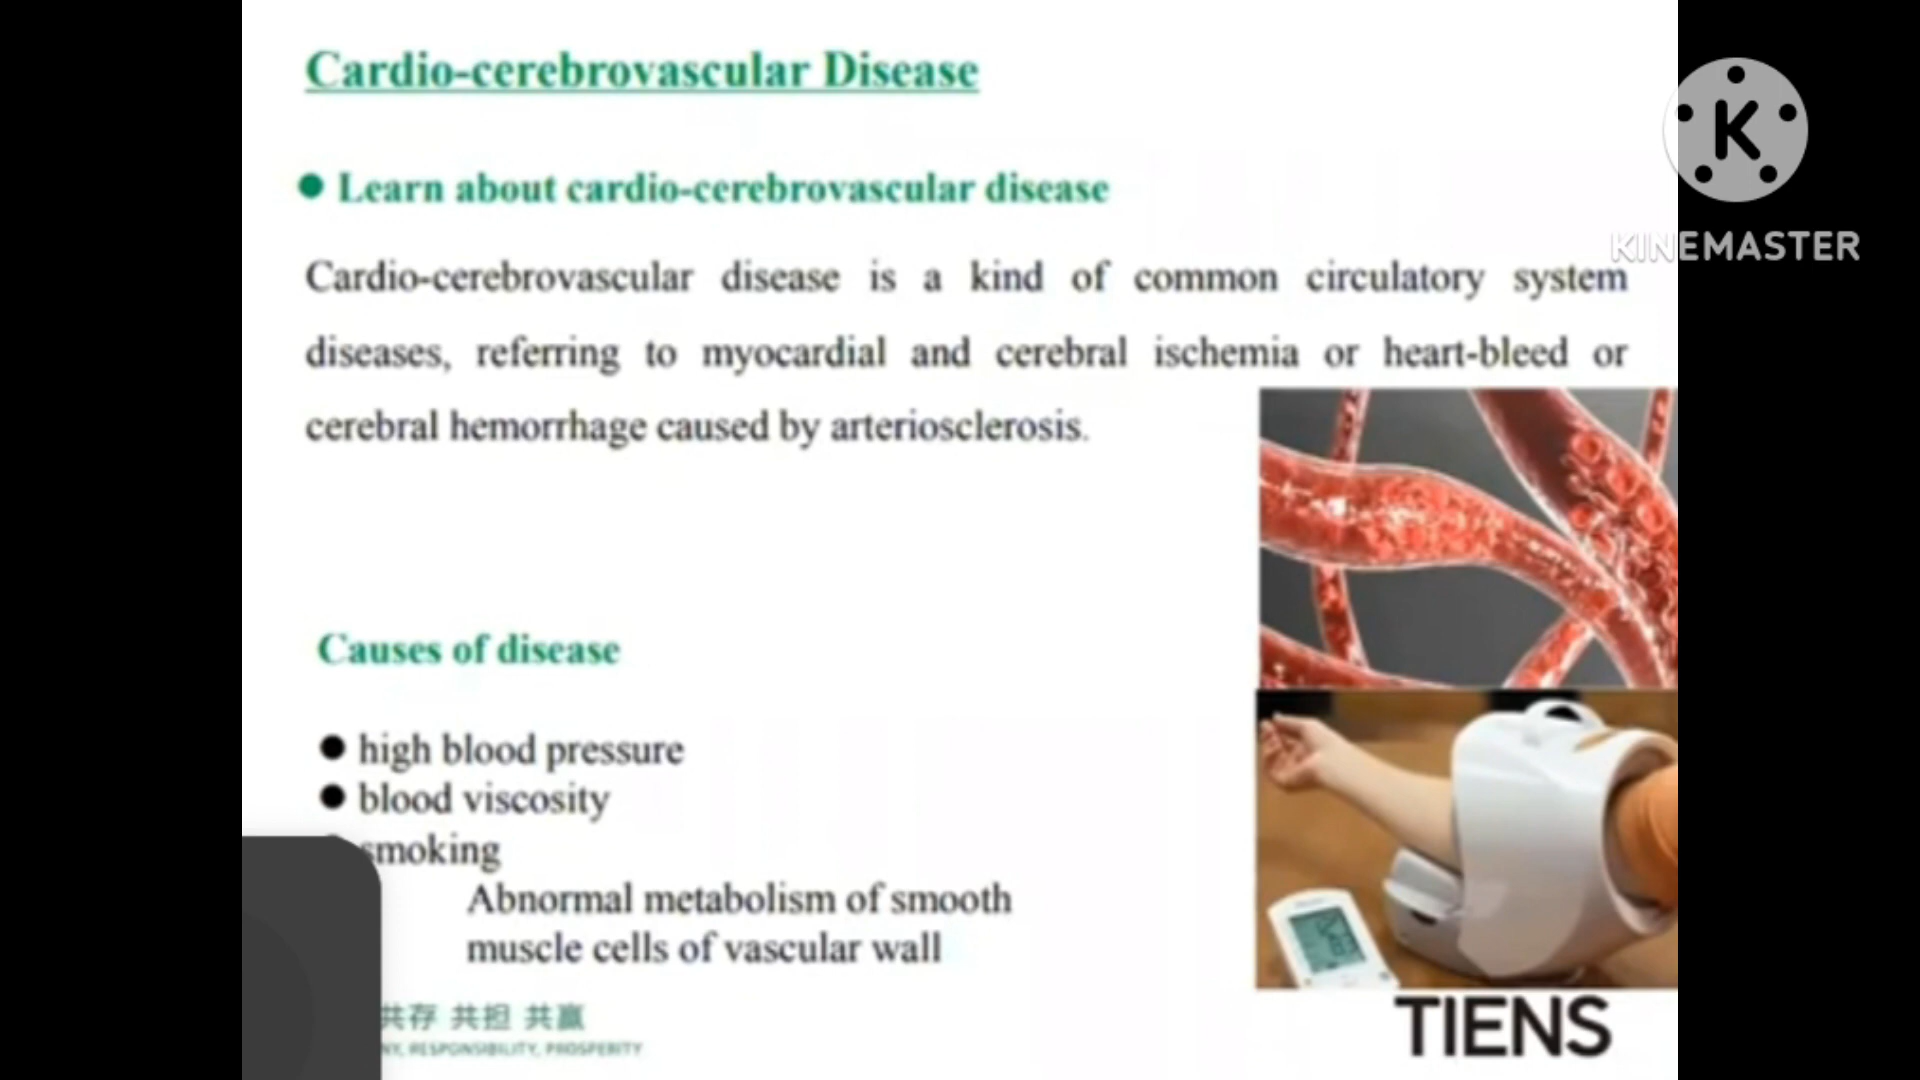 Cardio-cerebrovascular Disease
Learn about cardio-cerebrovascular disease
Cardio-cerebrovascular disease is a kind of common circulatory system
diseases, referring to myocardial and cerebral ischemia or heart-bleed or
cerebral hemorrhage caused by arteriosclerosis.
Causes of disease
high blood pressure
blood viscosity
smoking
Abnormal metabolism of smooth
muscle cells of vascular wall
共存 共担 共赢
RESPONSIBILITY, PROSPERITY
TIENS
K
KINEMASTER